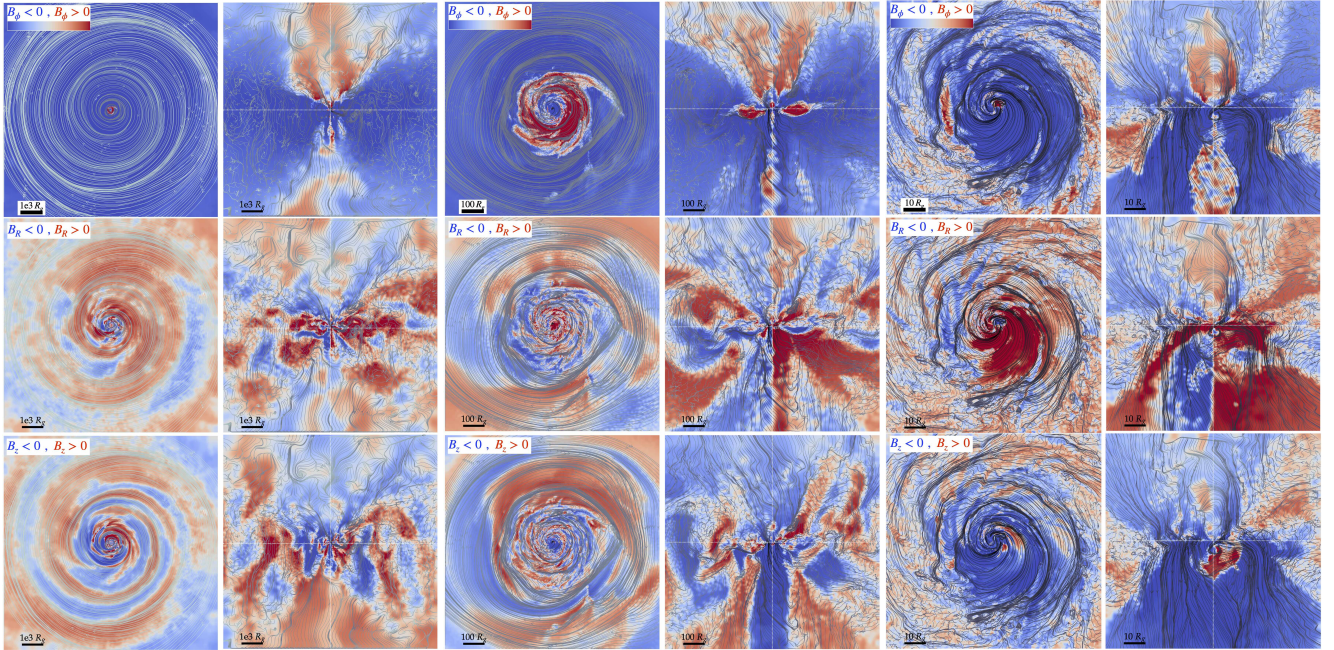 B_ϕ < 0 , B_ϕ > 0
1e3 R_g
1e3 R_g
B_ϕ < 0 , B_ϕ > 0
100 R_g
100 R_g
B_ϕ < 0 , B_ϕ > 0
10 R_g
10 R_g
B_R < 0 , B_R > 0
1e3 R_g
1e3 R_g
B_R < 0 , B_R > 0
100 R_g
100 R_g
B_R < 0 , B_R > 0
10 R_g
10 R_g
B_z < 0 , B_z > 0
1e3 R_g
1e3 R_g
B_z < 0 , B_z > 0
100 R_g
100 R_g
B_z < 0 , B_z > 0
10 R_g
10 R_g